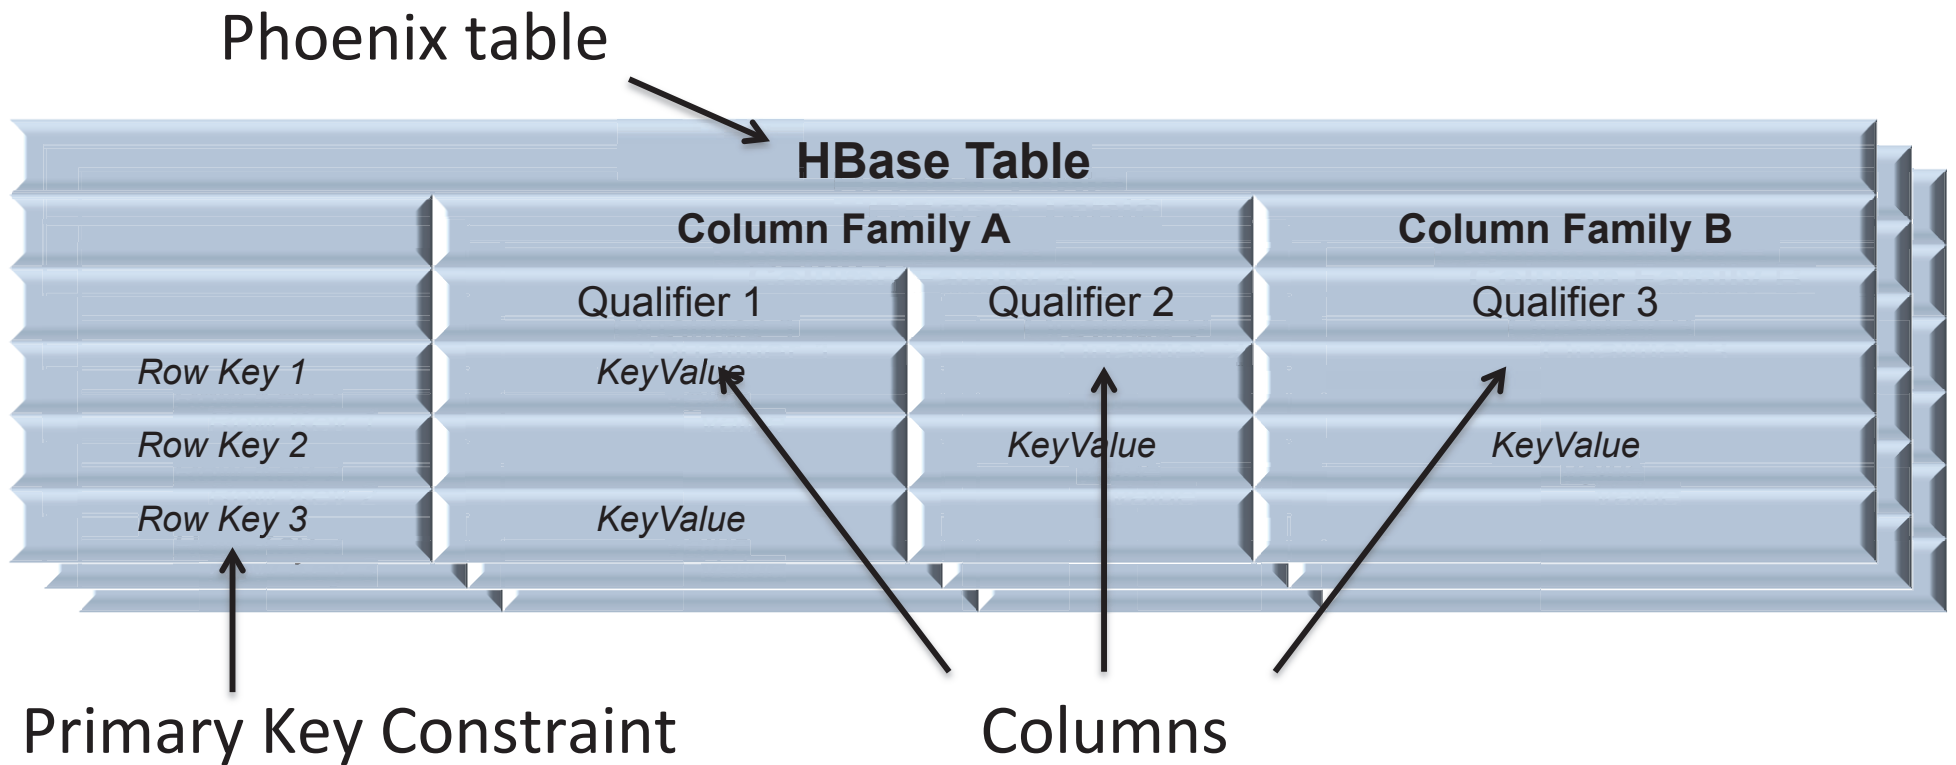 Phoenix table
HBase Table
Column Family A Column Family B
Qualifier 1 Qualifier 2 Qualifier 3
Row Key 1 KeyValue
Row Key 2 KeyValue KeyValue
Row Key 3 KeyValue
Primary Key Constraint Columns